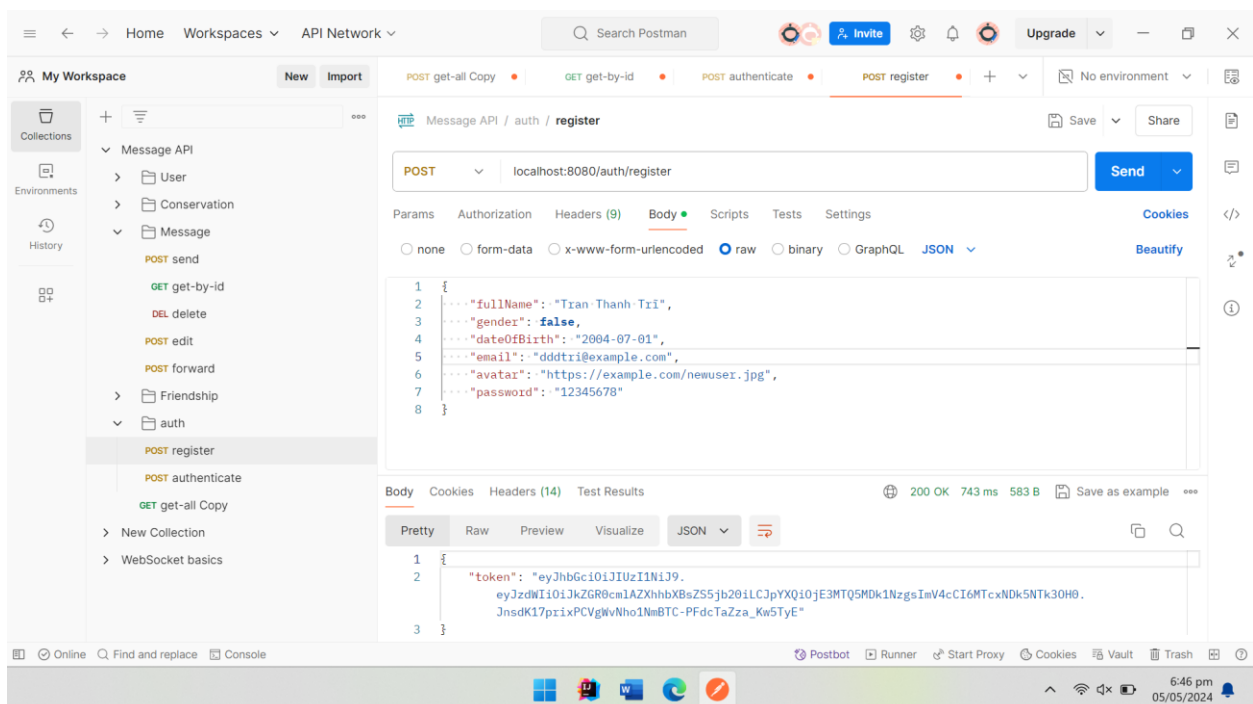 Home Workspaces API Network Search Postman Invite Upgrade
My Workspace New Import POST get-all Copy GET get-by-id POST authenticate POST register No environment
Collections
Environments
History
Message API
User
Conservation
Message
POST send
GET get-by-id
DEL delete
POST edit
POST forward
Friendship
auth
POST register
POST authenticate
GET get-all Copy
New Collection
WebSocket basics
HTTP Message API / auth / register Save Share
POST localhost:8080/auth/register Send
Params Authorization Headers (9) Body Scripts Tests Settings Cookies
none form-data x-www-form-urlencoded raw binary GraphQL JSON Beautify
1 {
2 "fullName": "Tran Thanh Trí",
3 "gender": false,
4 "dateOfBirth": "2004-07-01",
5 "email": "dddtri@example.com",
6 "avatar": "https://example.com/newuser.jpg",
7 "password": "12345678"
8 }
Body Cookies Headers (14) Test Results 200 OK 743 ms 583 B Save as example
Pretty Raw Preview Visualize JSON
1 {
2 "token": "eyJhbGciOiJIUzI1NiJ9.
eyJzdWIiOiJkZGR0cmlAZXhhbXBsZS5jb20iLCJpYXQiOjE3MTQ5MDk1NzgsImV4cCI6MTcxNDk5NTk3OH0.
JnsdK17prixPCVgWvNho1NmBTC-PFdcTaZza_Kw5TyE"
3 }
Online Find and replace Console Postbot Runner Start Proxy Cookies Vault Trash
6:46 pm
05/05/2024